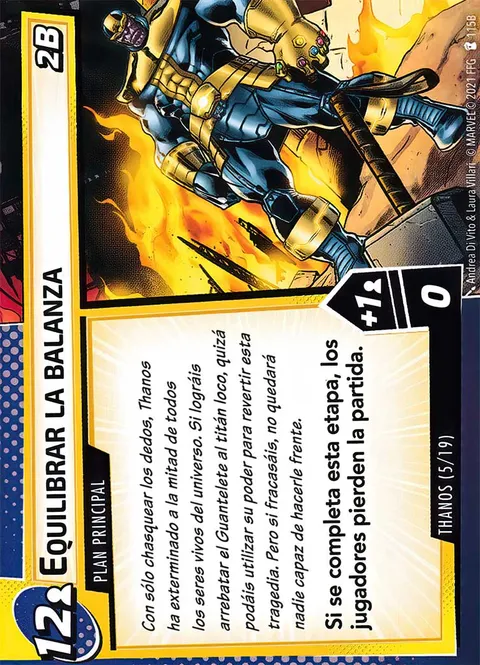 12
EQUILIBRAR LA BALANZA
2B
PLAN PRINCIPAL
Con sólo chasquear los dedos, Thanos
ha exterminado a la mitad de todos
los seres vivos del universo. Si lográis
arrebatar el Guantelete al titán loco, quizá
podáis utilizar su poder para revertir esta
tragedia. Pero si fracasáis, no quedará
nadie capaz de hacerle frente.
Si se completa esta etapa, los
jugadores pierden la partida.
+1
0
THANOS (5/19)
Andrea Di Vito & Laura Villari © MARVEL © 2021 FFG 115B